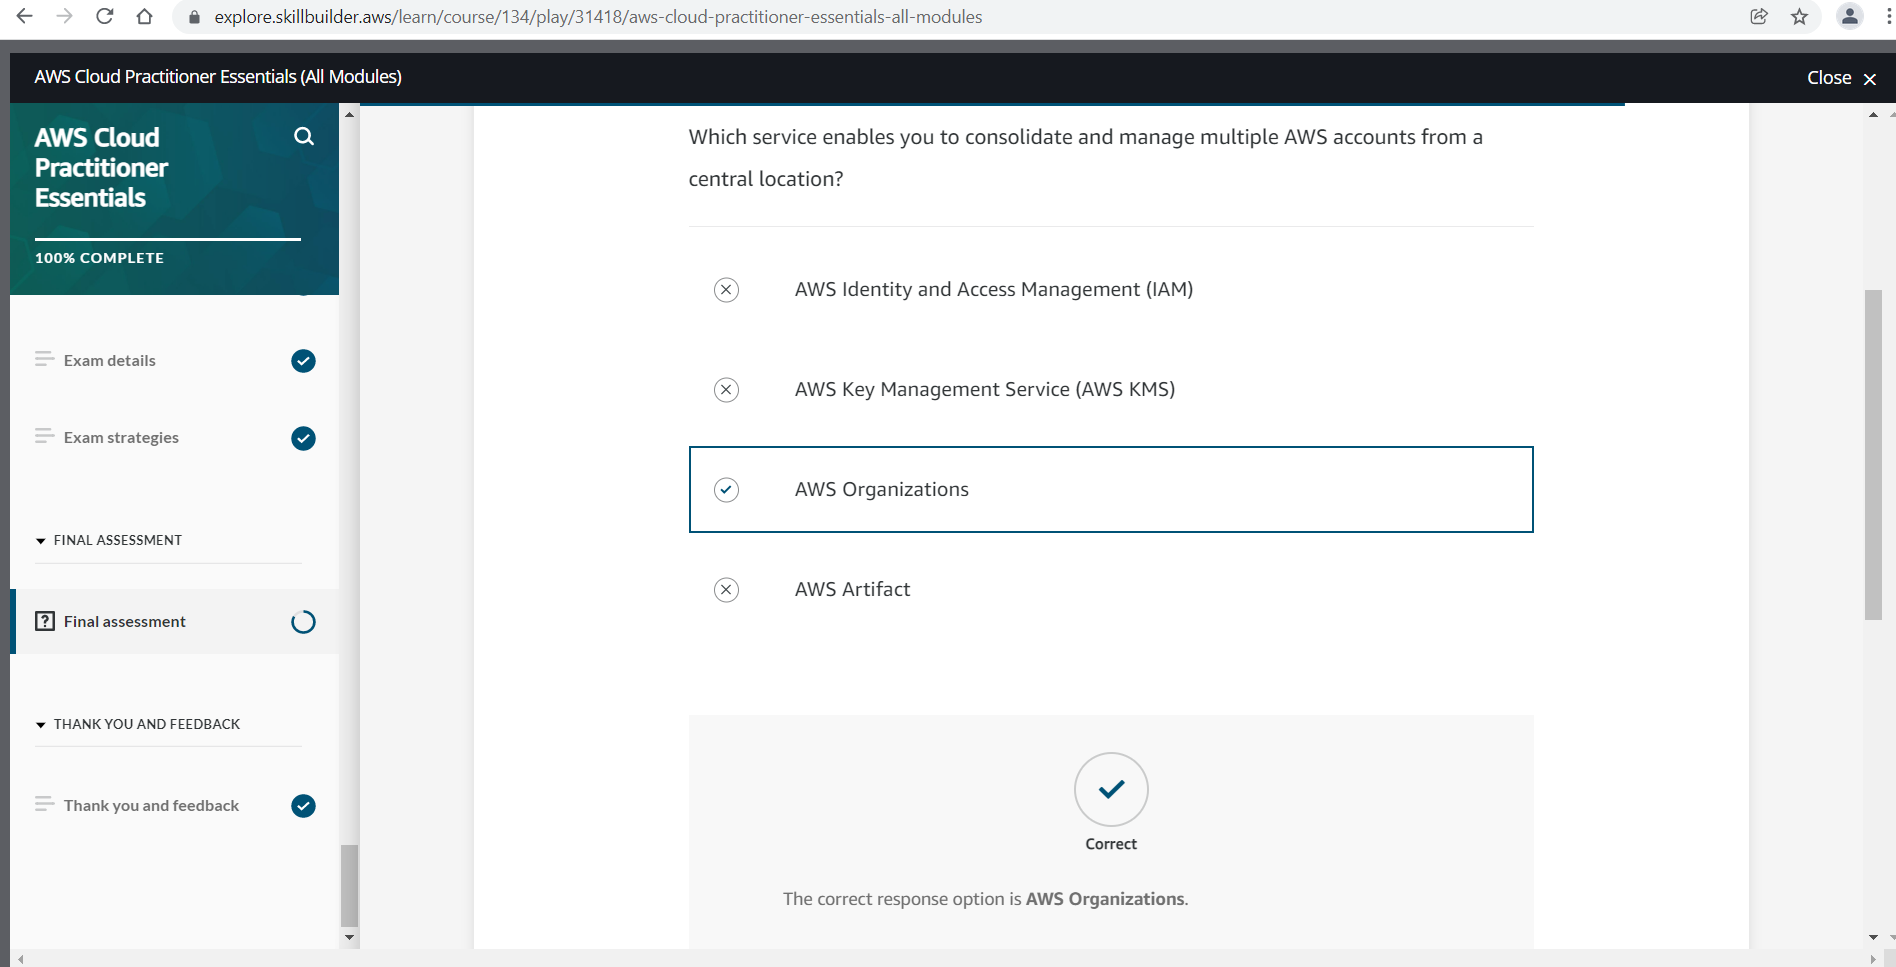 explore.skillbuilder.aws/learn/course/134/play/31418/aws-cloud-practitioner-essentials-all-modules
AWS Cloud Practitioner Essentials (All Modules)
Close
AWS Cloud
Practitioner
Essentials
100% COMPLETE
Exam details
Exam strategies
FINAL ASSESSMENT
Final assessment
THANK YOU AND FEEDBACK
Thank you and feedback
Which service enables you to consolidate and manage multiple AWS accounts from a
central location?
AWS Identity and Access Management (IAM)
AWS Key Management Service (AWS KMS)
AWS Organizations
AWS Artifact
Correct
The correct response option is AWS Organizations.